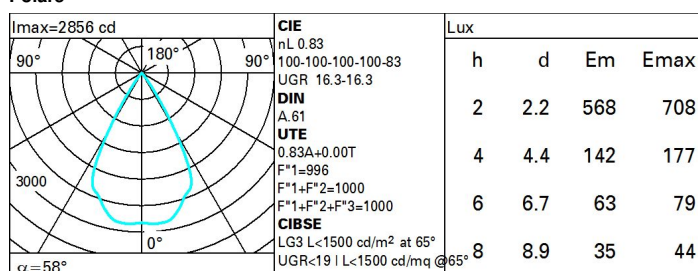 Imax=2856 cd
90°
180°
90°
3000
0°
α=58°
CIE
nL 0.83
100-100-100-100-83
UGR 16.3-16.3
DIN
A.61
UTE
0.83A+0.00T
F"1=996
F"1+F"2=1000
F"1+F"2+F"3=1000
CIBSE
LG3 L<1500 cd/m² at 65°
UGR<19 | L<1500 cd/mq @65°
Lux
h d Em Emax
2 2.2 568 708
4 4.4 142 177
6 6.7 63 79
8 8.9 35 44